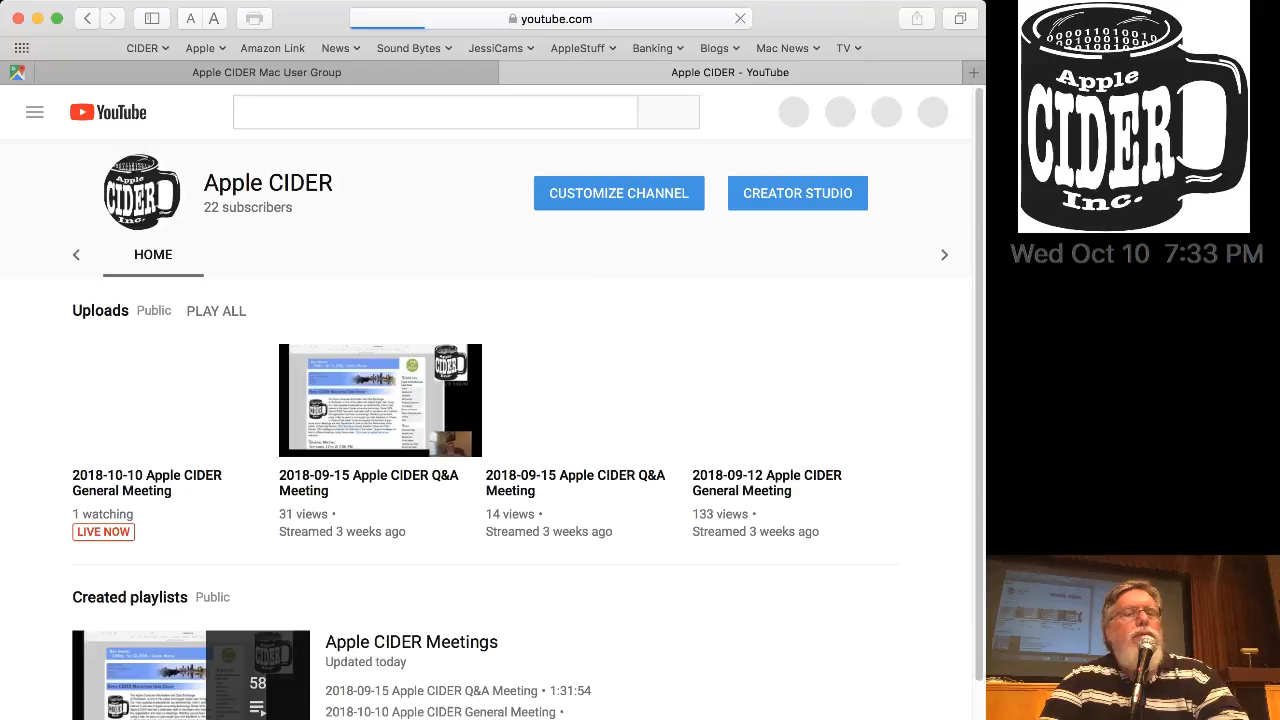 youtube.com
A A
CIDER Apple Amazon Link News Sound Bytes JessiCams AppleStuff Banking Blogs Mac News TV
Apple CIDER Mac User Group
Apple CIDER - YouTube
YouTube
Apple CIDER
22 subscribers
CUSTOMIZE CHANNEL
CREATOR STUDIO
HOME
Uploads Public PLAY ALL
2018-10-10 Apple CIDER
General Meeting
1 watching
LIVE NOW
2018-09-15 Apple CIDER Q&A
Meeting
31 views •
Streamed 3 weeks ago
2018-09-15 Apple CIDER Q&A
Meeting
14 views •
Streamed 3 weeks ago
2018-09-12 Apple CIDER
General Meeting
133 views •
Streamed 3 weeks ago
Created playlists Public
58
Apple CIDER Meetings
Updated today
2018-09-15 Apple CIDER Q&A Meeting • 1:31:54
2018-10-10 Apple CIDER General Meeting •
Apple
CIDER
Inc.
Apple
CIDER
Inc.
Wed Oct 10 7:33 PM